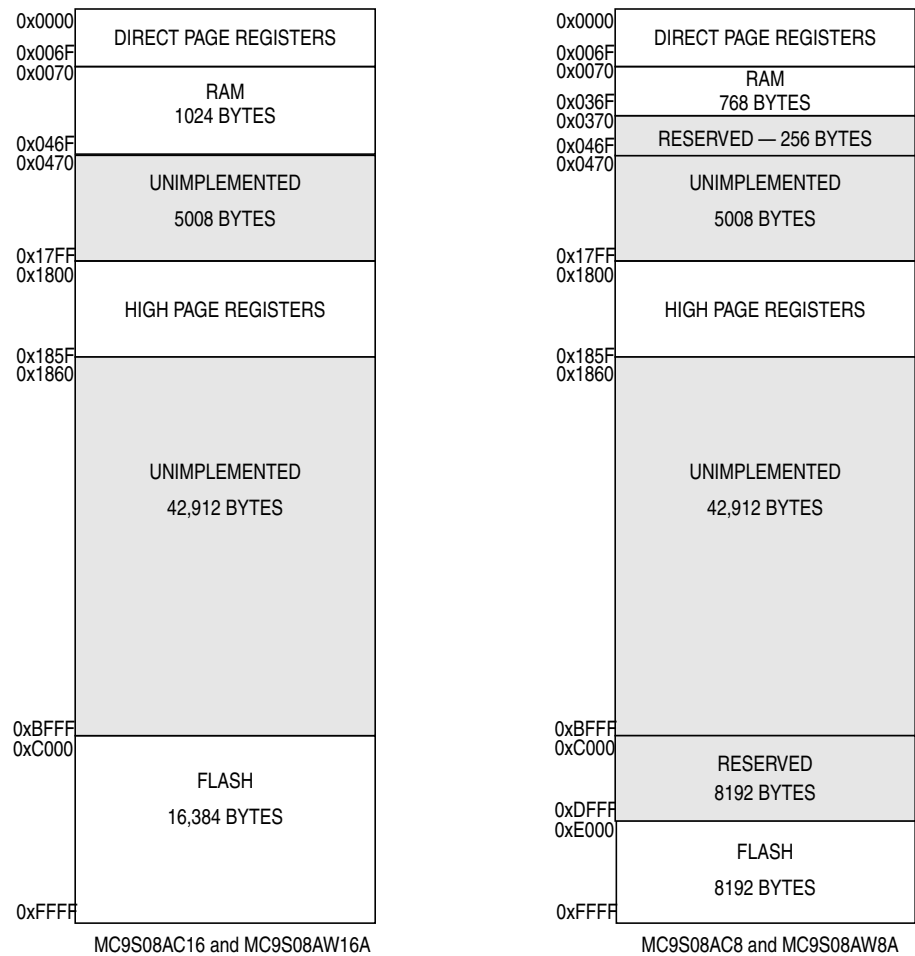 0x0000
DIRECT PAGE REGISTERS
0x006F
0x0070
RAM
1024 BYTES
0x046F
0x0470
UNIMPLEMENTED
5008 BYTES
0x17FF
0x1800
HIGH PAGE REGISTERS
0x185F
0x1860
UNIMPLEMENTED
42,912 BYTES
0xBFFF
0xC000
FLASH
16,384 BYTES
0xFFFF
MC9S08AC16 and MC9S08AW16A
0x0000
DIRECT PAGE REGISTERS
0x006F
0x0070
RAM
768 BYTES
0x036F
0x0370
RESERVED — 256 BYTES
0x046F
0x0470
UNIMPLEMENTED
5008 BYTES
0x17FF
0x1800
HIGH PAGE REGISTERS
0x185F
0x1860
UNIMPLEMENTED
42,912 BYTES
0xBFFF
0xC000
RESERVED
8192 BYTES
0xDFFF
0xE000
FLASH
8192 BYTES
0xFFFF
MC9S08AC8 and MC9S08AW8A